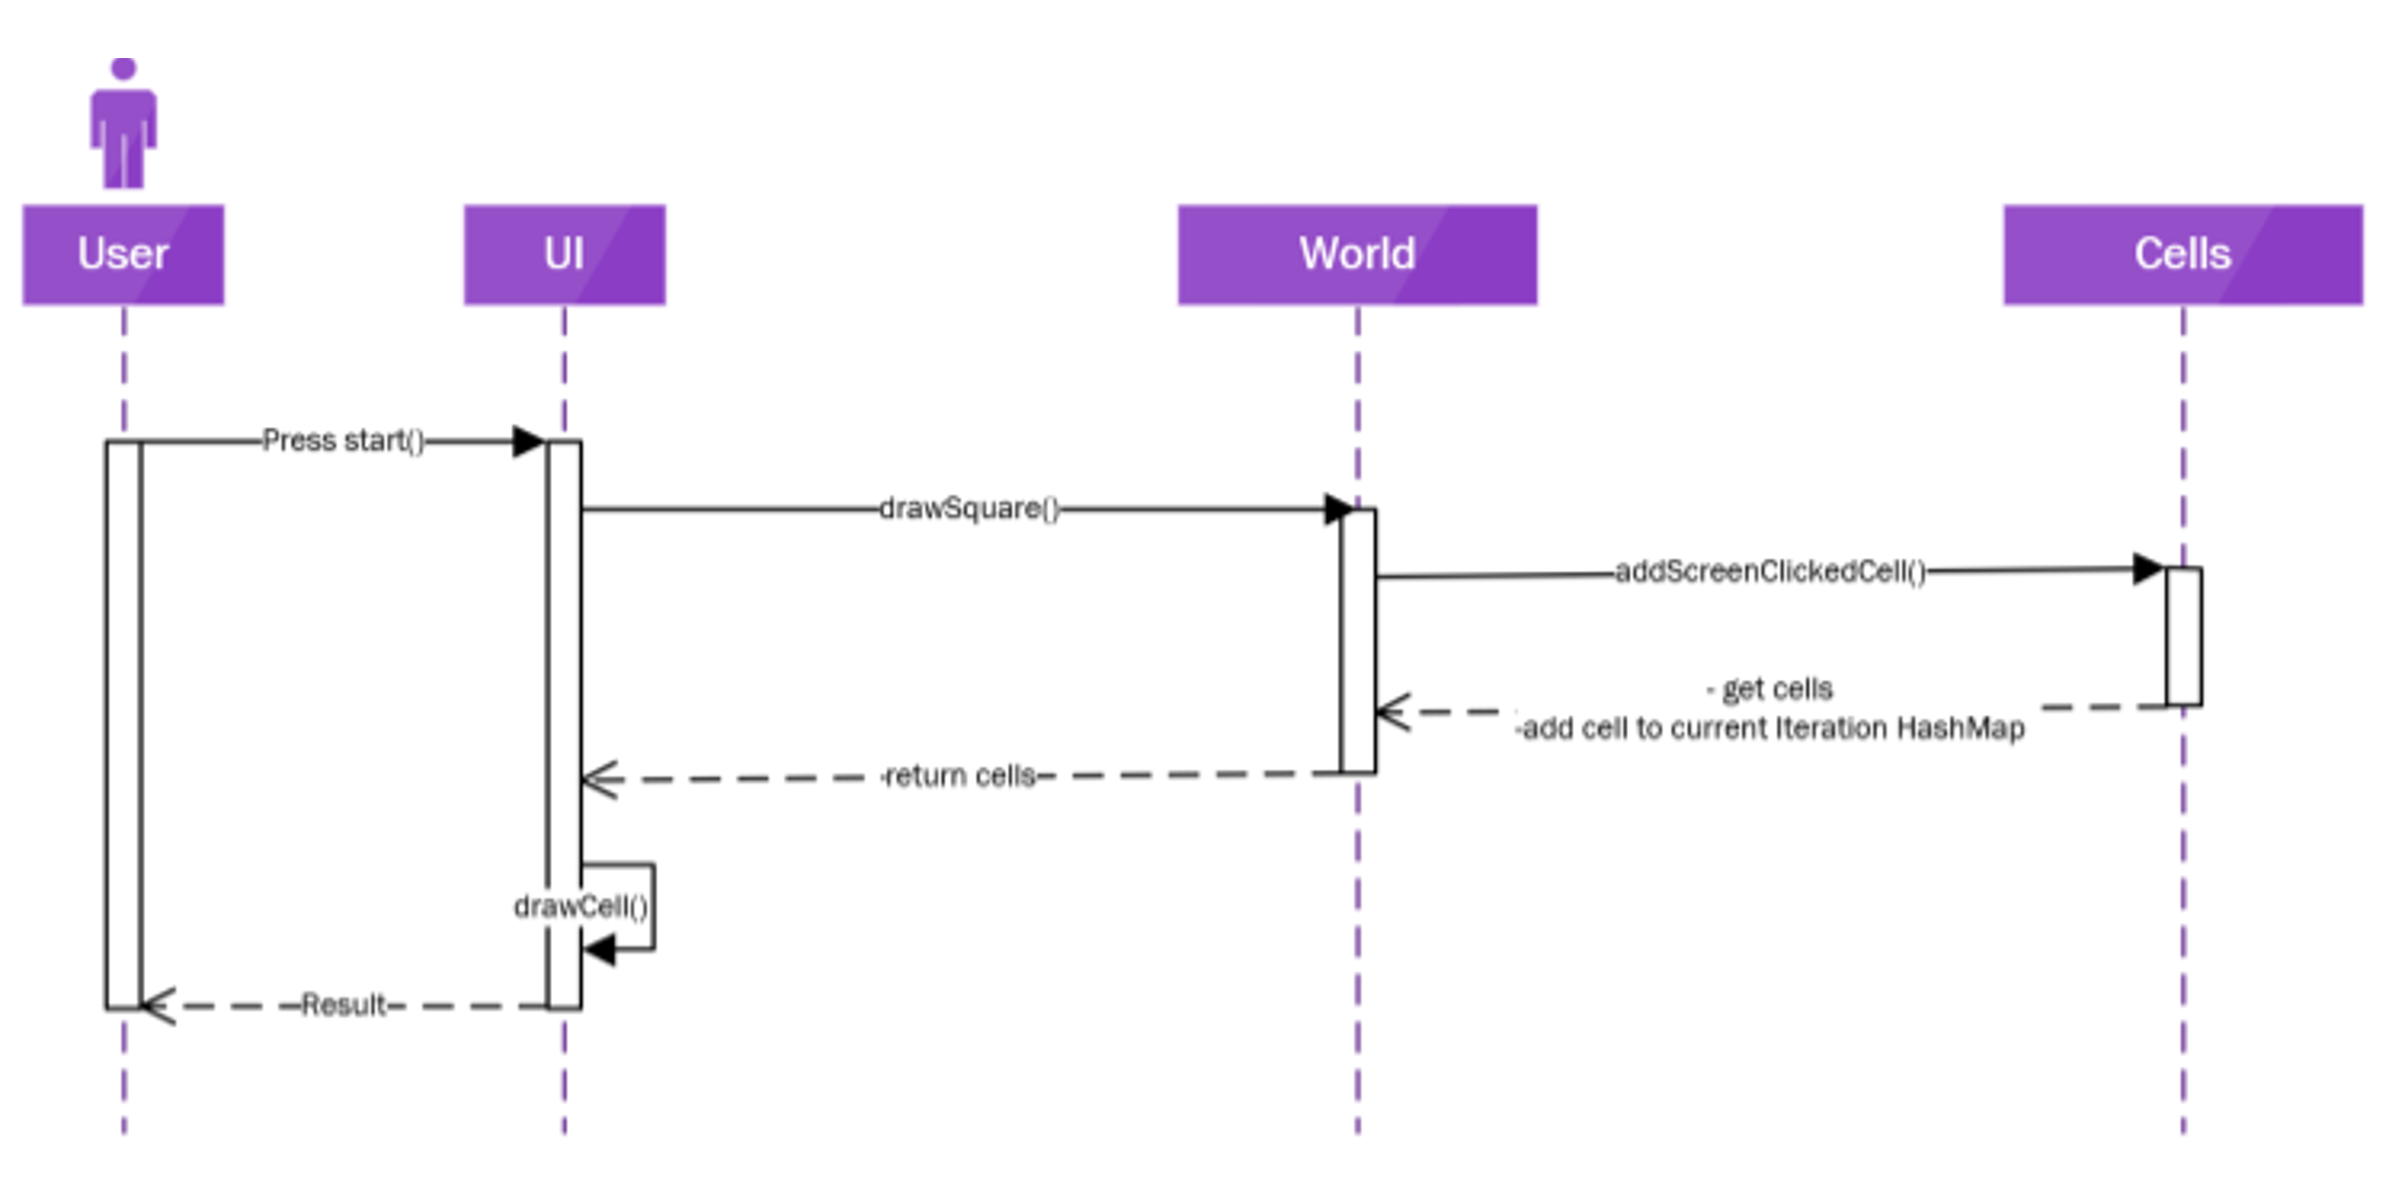 User
UI
World
Cells
Press start()
drawSquare()
addScreenClickedCell()
- get cells
-add cell to current Iteration HashMap
return cells
drawCell()
Result